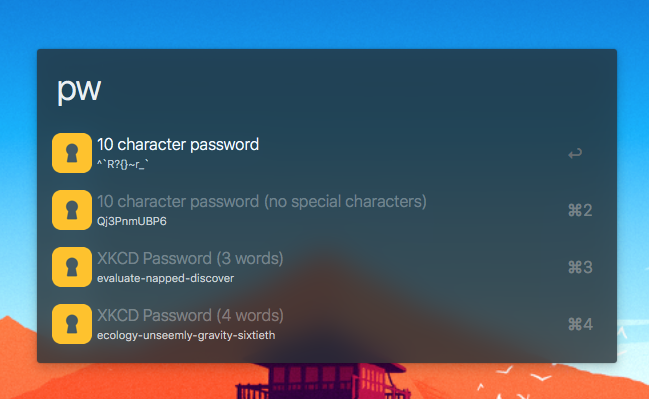 pw
10 character password
^`R?{}~r_`
↩
10 character password (no special characters)
Qj3PnmUBP6
⌘2
XKCD Password (3 words)
evaluate-napped-discover
⌘3
XKCD Password (4 words)
ecology-unseemly-gravity-sixtieth
⌘4